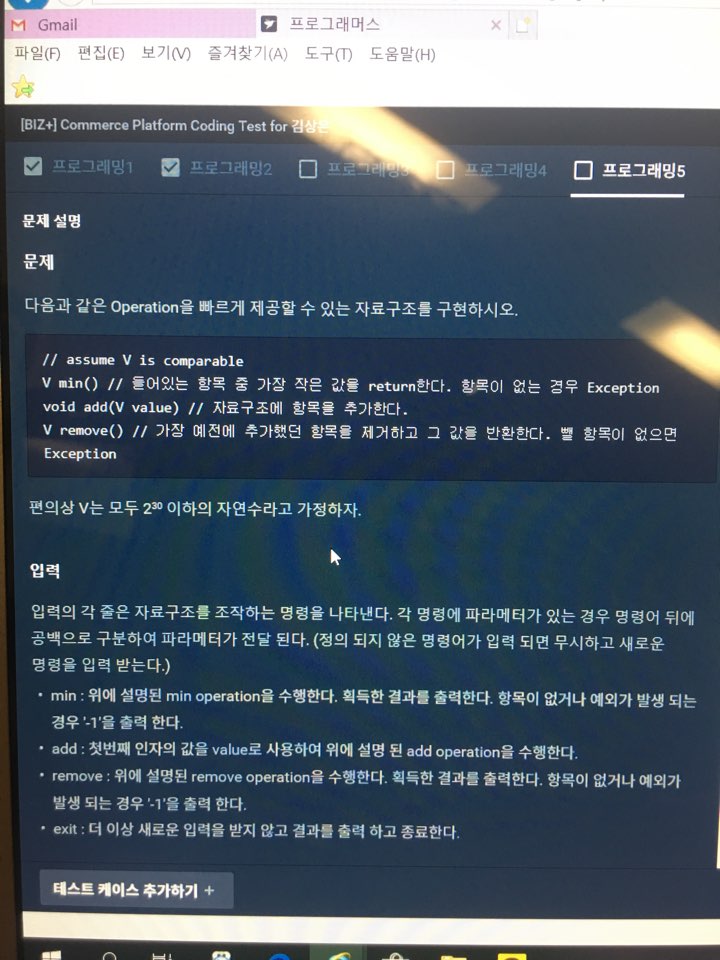 Gmail
프로그래머스
파일(F) 편집(E) 보기(V) 즐겨찾기(A) 도구(T) 도움말(H)
[BIZ+] Commerce Platform Coding Test for 김상은
프로그래밍1 프로그래밍2 프로그래밍3 프로그래밍4 프로그래밍5
문제 설명
문제
다음과 같은 Operation을 빠르게 제공할 수 있는 자료구조를 구현하시오.
// assume V is comparable
V min() // 들어있는 항목 중 가장 작은 값을 return한다. 항목이 없는 경우 Exception
void add(V value) // 자료구조에 항목을 추가한다.
V remove() // 가장 예전에 추가했던 항목을 제거하고 그 값을 반환한다. 뺄 항목이 없으면
Exception
편의상 V는 모두 2³⁰ 이하의 자연수라고 가정하자.
입력
입력의 각 줄은 자료구조를 조작하는 명령을 나타낸다. 각 명령에 파라메터가 있는 경우 명령어 뒤에
공백으로 구분하여 파라메터가 전달 된다. (정의 되지 않은 명령어가 입력 되면 무시하고 새로운
명령을 입력 받는다.)
• min : 위에 설명된 min operation을 수행한다. 획득한 결과를 출력한다. 항목이 없거나 예외가 발생 되는
경우 '-1'을 출력 한다.
• add : 첫번째 인자의 값을 value로 사용하여 위에 설명 된 add operation을 수행한다.
• remove : 위에 설명된 remove operation을 수행한다. 획득한 결과를 출력한다. 항목이 없거나 예외가
발생 되는 경우 '-1'을 출력 한다.
• exit : 더 이상 새로운 입력을 받지 않고 결과를 출력 하고 종료한다.
테스트 케이스 추가하기 +